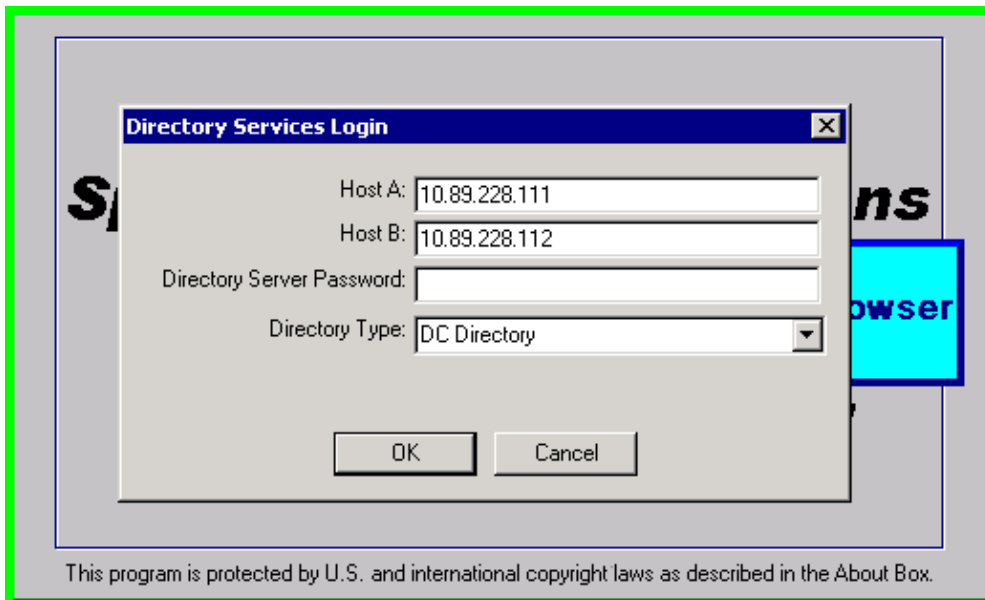 Directory Services Login
Host A: 10.89.228.111
Host B: 10.89.228.112
Directory Server Password:
Directory Type: DC Directory
OK Cancel
This program is protected by U.S. and international copyright laws as described in the About Box.